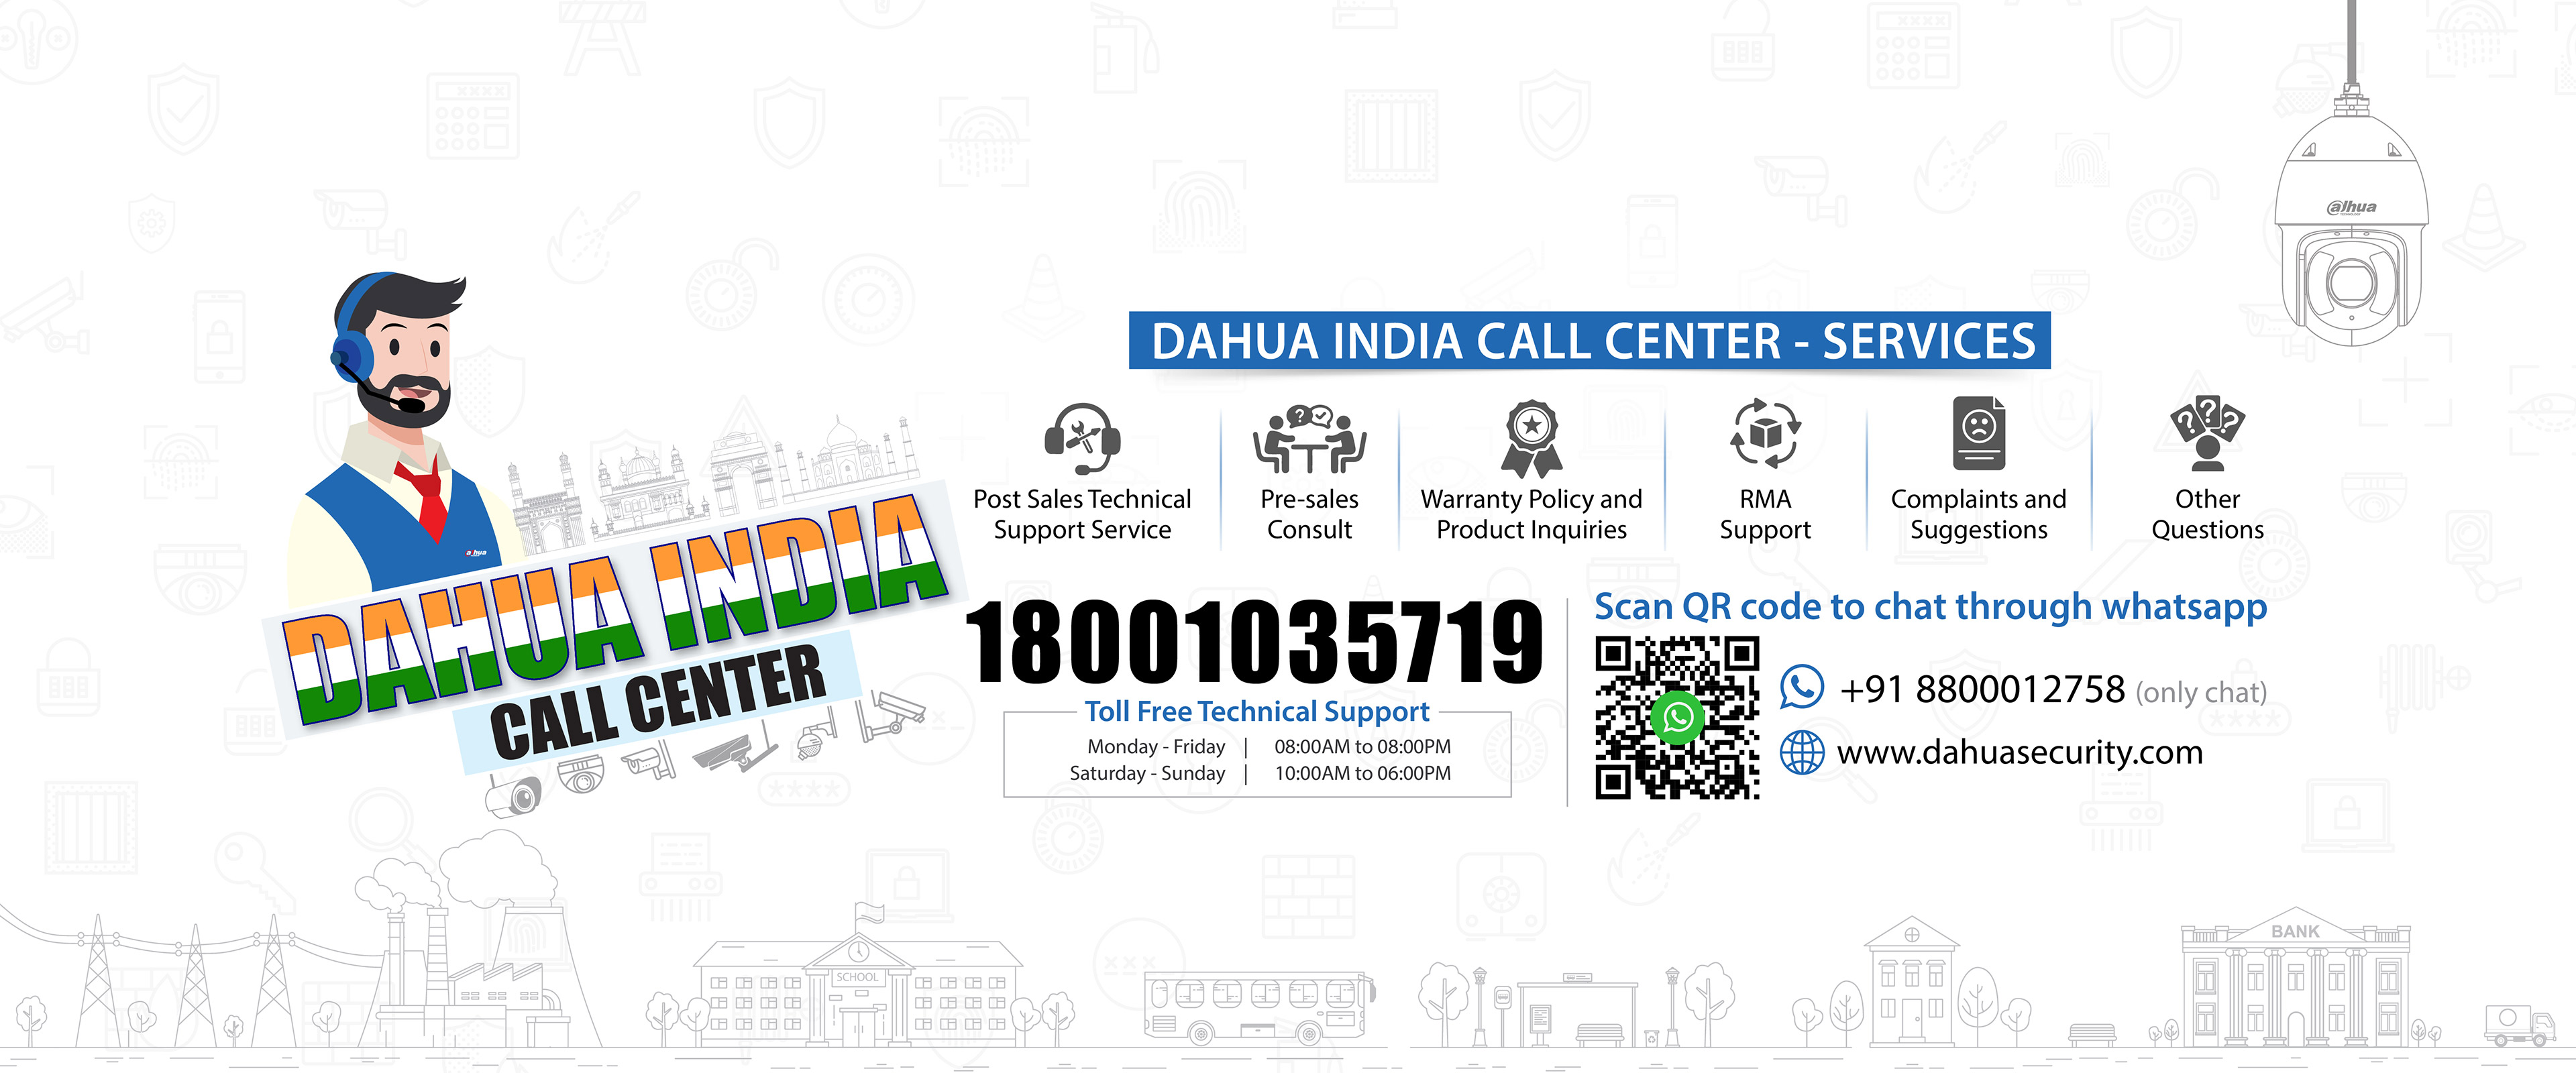 alhua
TECHNOLOGY
DAHUA INDIA CALL CENTER - SERVICES
Post Sales Technical
Support Service
Pre-sales
Consult
Warranty Policy and
Product Inquiries
RMA
Support
Complaints and
Suggestions
Other
Questions
alhua
DAHUA INDIA
CALL CENTER
18001035719
Toll Free Technical Support
Monday - Friday | 08:00AM to 08:00PM
Saturday - Sunday | 10:00AM to 06:00PM
Scan QR code to chat through whatsapp
+91 8800012758 (only chat)
www.dahuasecurity.com
SCHOOL
BANK